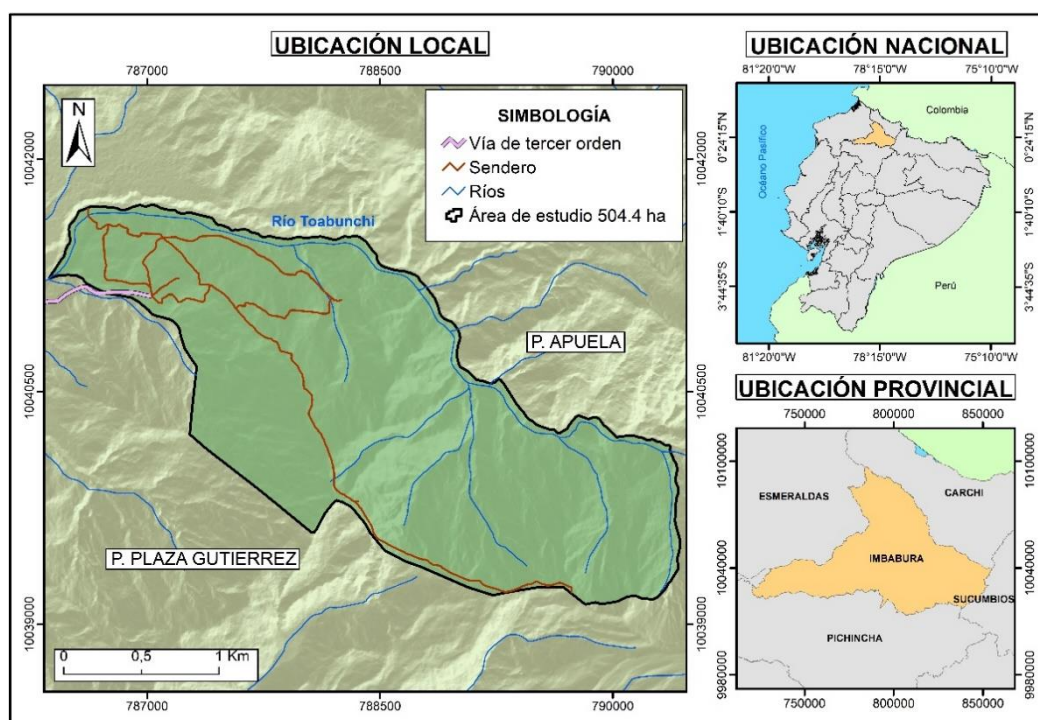 UBICACIÓN LOCAL
787000 788500 790000
10042000
10040500
10039000
N
SIMBOLOGÍA
Vía de tercer orden
Sendero
Ríos
Área de estudio 504.4 ha
Río Toabunchi
P. APUELA
P. PLAZA GUTIERREZ
0 0,5 1 Km
10042000
10040500
10039000
787000 788500 790000
UBICACIÓN NACIONAL
81°20'0"W 78°15'0"W 75°10'0"W
Colombia
Océano Pasífico
Perú
0°24'15"N
1°40'10"S
3°44'35"S
0°24'15"N
1°40'10"S
3°44'35"S
81°20'0"W 78°15'0"W 75°10'0"W
UBICACIÓN PROVINCIAL
750000 800000 850000
10100000
10040000
9980000
ESMERALDAS
CARCHI
IMBABURA
SUCUMBIOS
PICHINCHA
10100000
10040000
9980000
750000 800000 850000